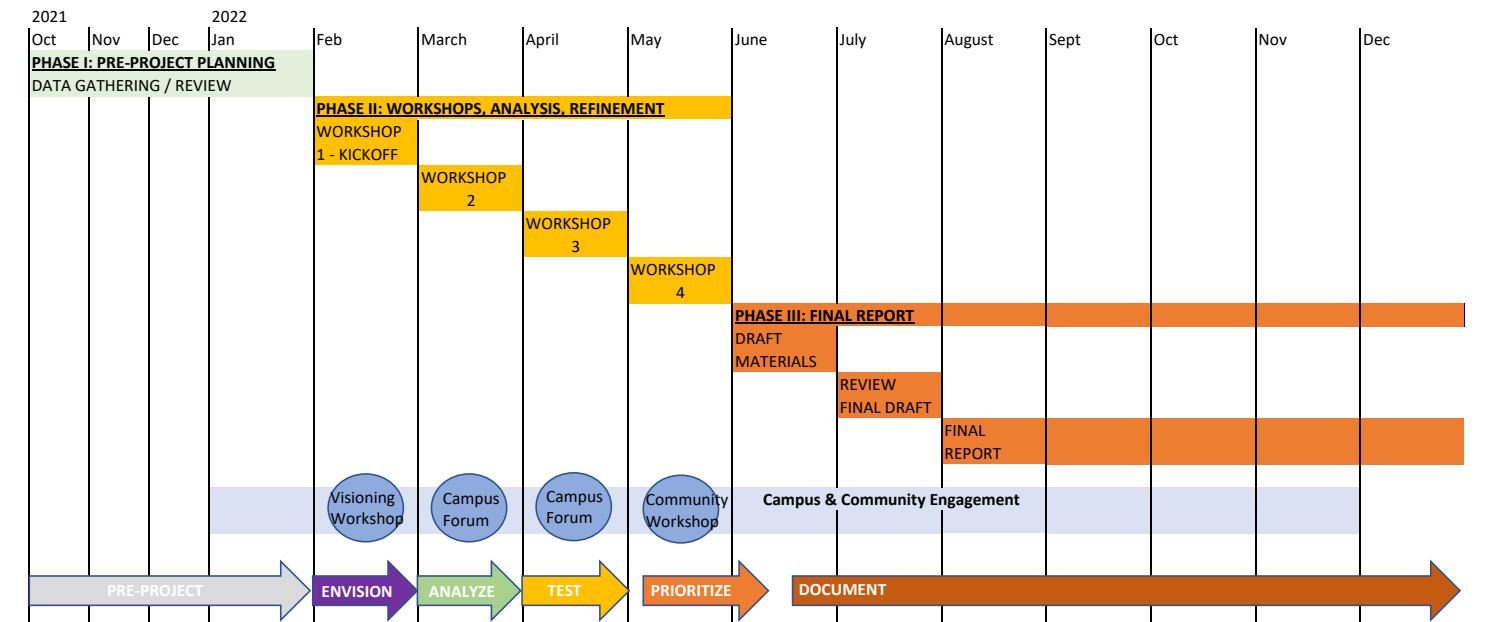 2021 2022
Oct Nov Dec Jan Feb March April May June July August Sept Oct Nov Dec
PHASE I: PRE-PROJECT PLANNING
DATA GATHERING / REVIEW
PHASE II: WORKSHOPS, ANALYSIS, REFINEMENT
WORKSHOP
1 - KICKOFF
WORKSHOP
2
WORKSHOP
3
WORKSHOP
4
PHASE III: FINAL REPORT
DRAFT
MATERIALS
REVIEW
FINAL DRAFT
FINAL
REPORT
Visioning
Workshop
Campus
Forum
Campus
Forum
Community
Workshop
Campus & Community Engagement
PRE-PROJECT
ENVISION
ANALYZE
TEST
PRIORITIZE
DOCUMENT